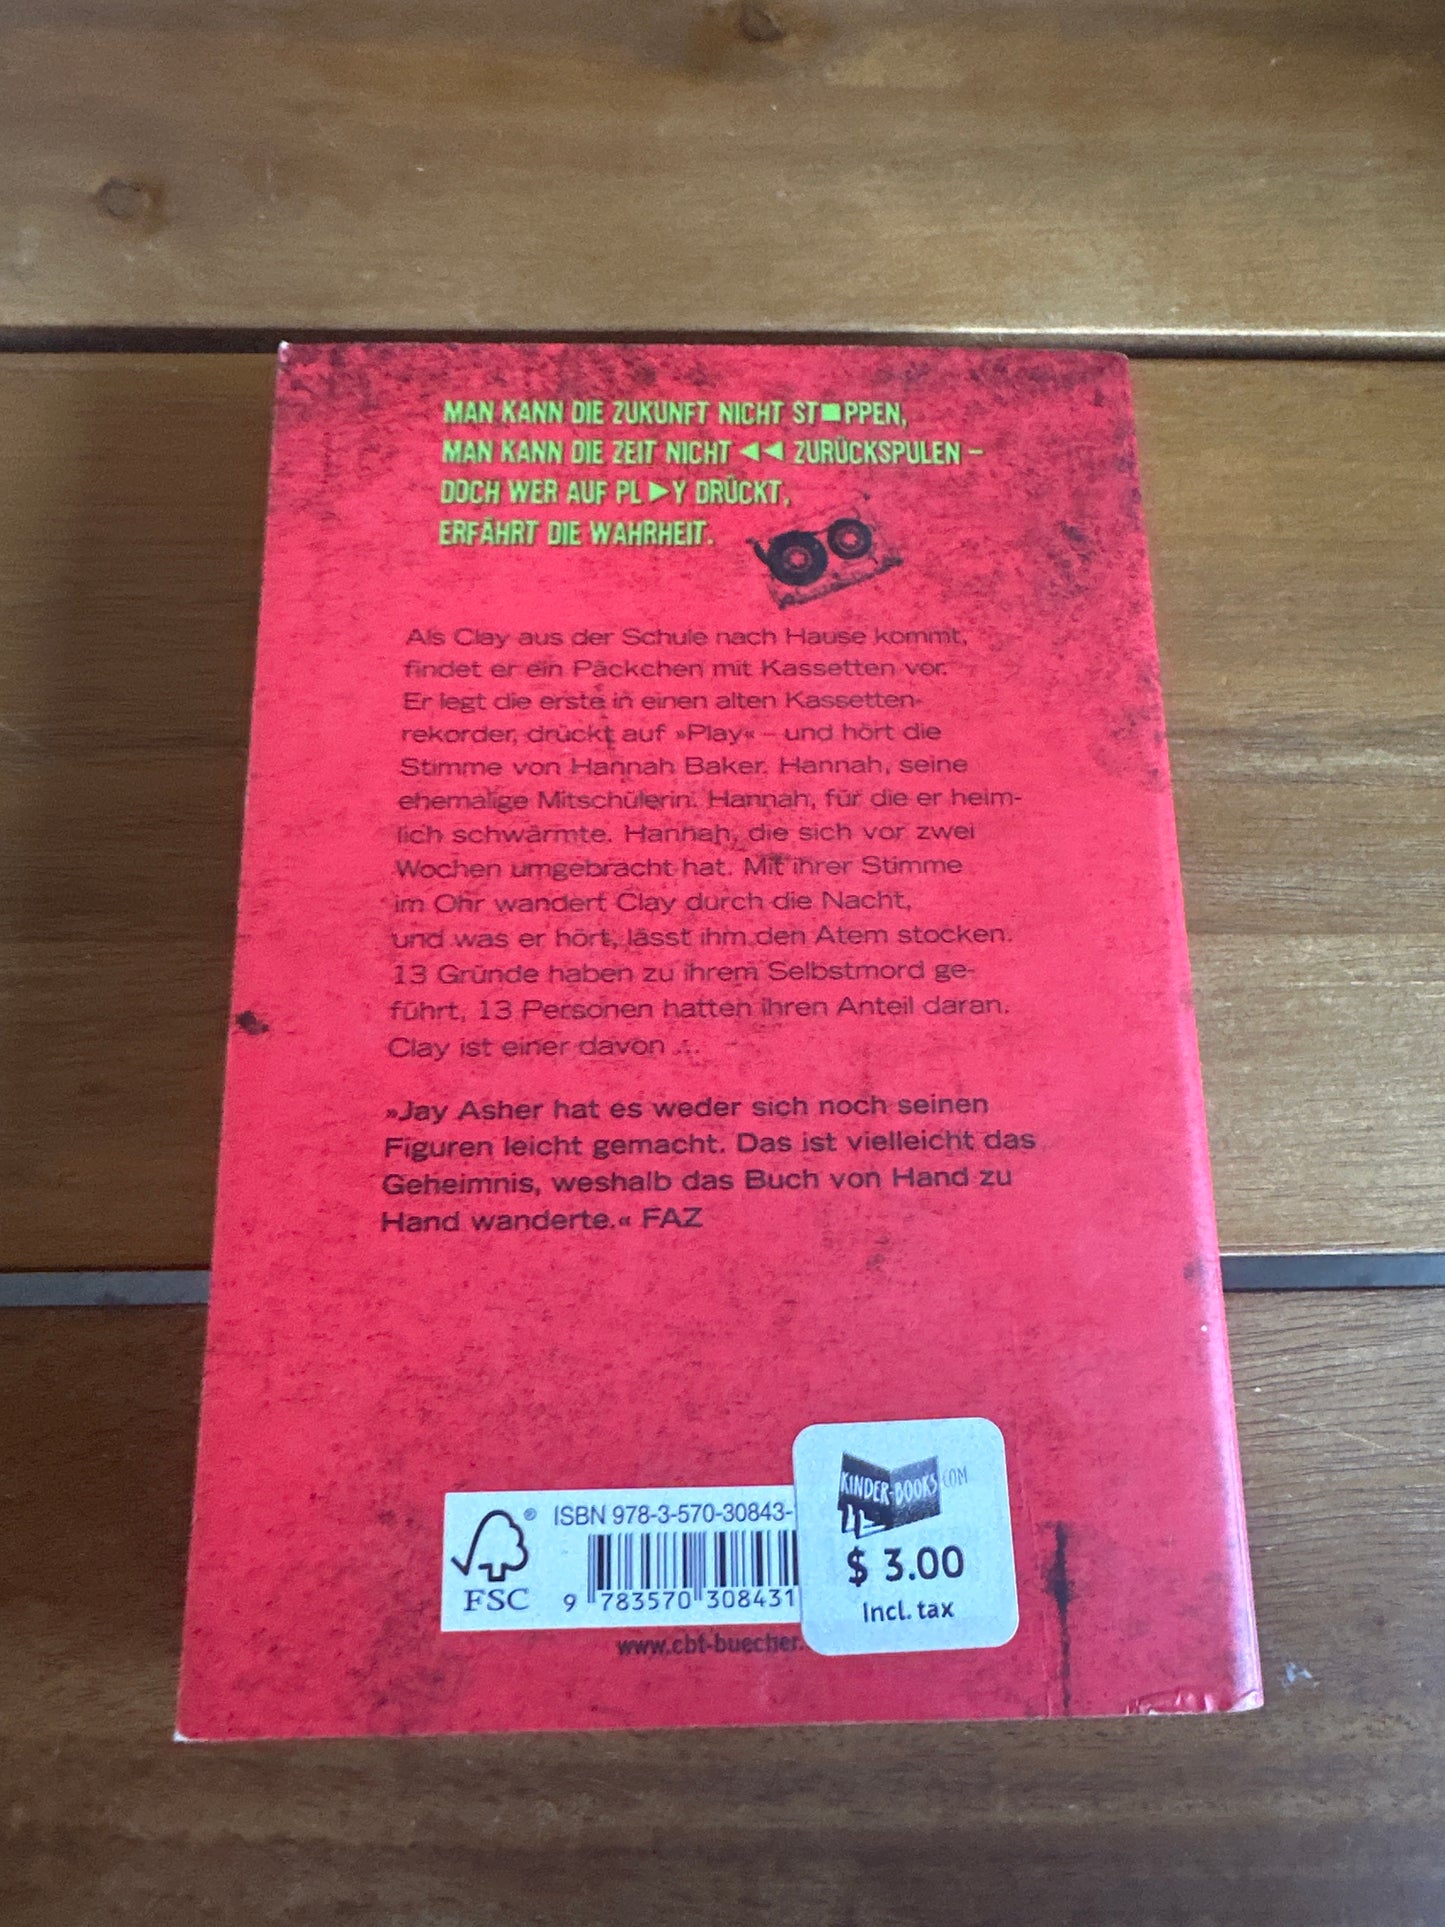 MAN KANN DIE ZUKUNFT NICHT ST■PPEN,
MAN KANN DIE ZEIT NICHT ◄◄ ZURÜCKSPULEN –
DOCH WER AUF PL►Y DRÜCKT,
ERFÄHRT DIE WAHRHEIT.
Als Clay aus der Schule nach Hause kommt,
findet er ein Päckchen mit Kassetten vor.
Er legt die erste in einen alten Kassetten-
rekorder, drückt auf »Play« – und hört die
Stimme von Hannah Baker. Hannah, seine
ehemalige Mitschülerin. Hannah, für die er heim-
lich schwärmte. Hannah, die sich vor zwei
Wochen umgebracht hat. Mit ihrer Stimme
im Ohr wandert Clay durch die Nacht,
und was er hört, lässt ihm den Atem stocken.
13 Gründe haben zu ihrem Selbstmord ge-
führt, 13 Personen hatten ihren Anteil daran.
Clay ist einer davon ...
»Jay Asher hat es weder sich noch seinen
Figuren leicht gemacht. Das ist vielleicht das
Geheimnis, weshalb das Buch von Hand zu
Hand wanderte.« FAZ
KINDER-BOOKS.COM
$ 3.00
Incl. tax
ISBN 978-3-570-30843-
FSC
®
9 783570 308431
www.cbt-buecher.